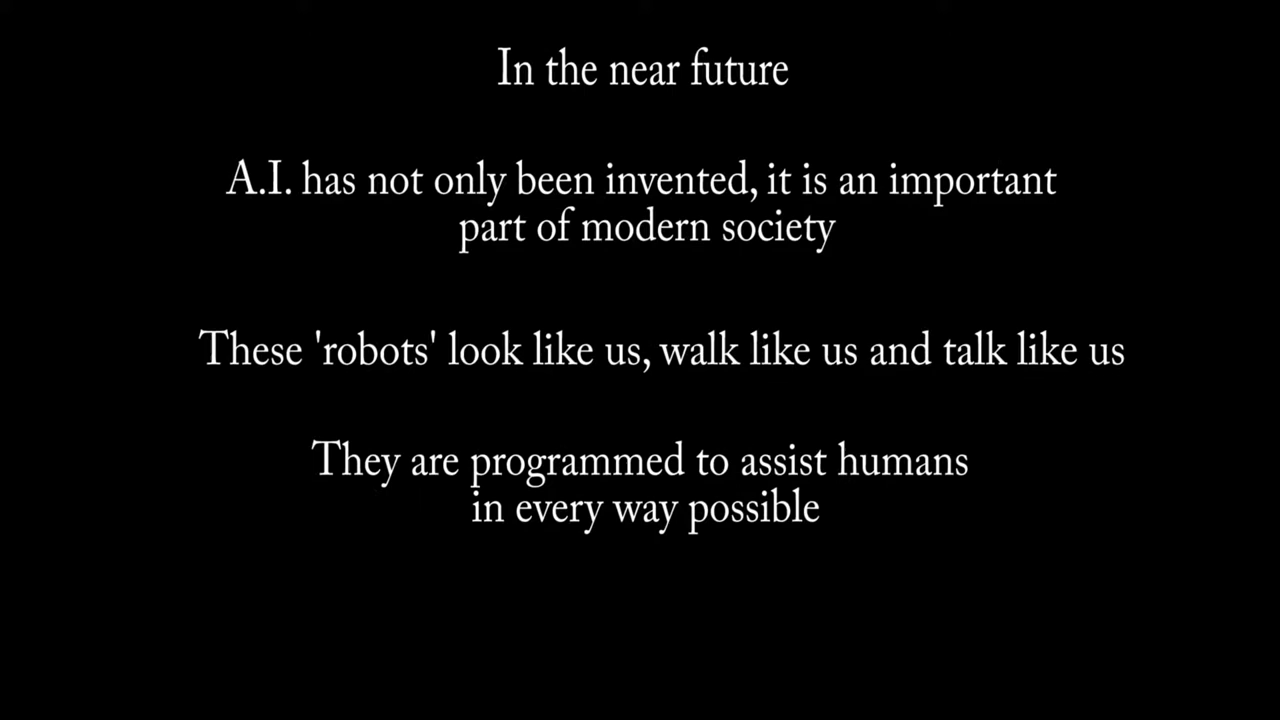 In the near future
A.I. has not only been invented, it is an important
part of modern society
These 'robots' look like us, walk like us and talk like us
They are programmed to assist humans
in every way possible